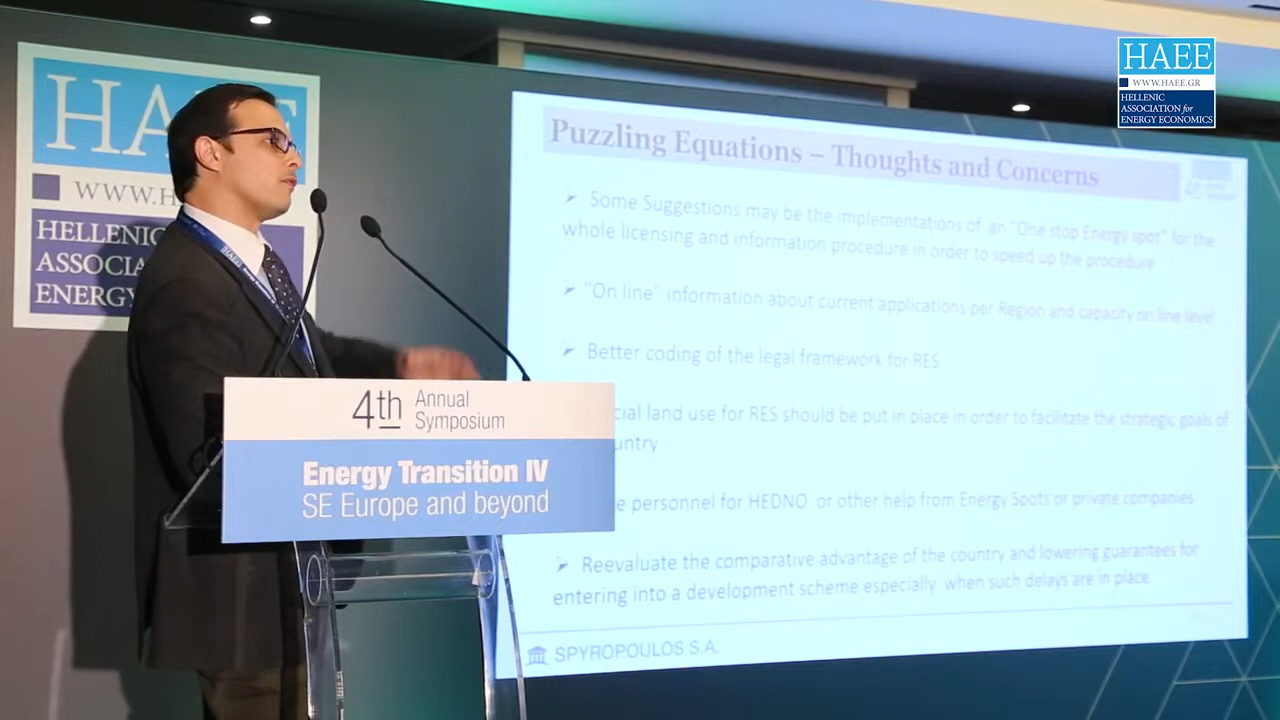 HAEE
WWW.HAEE.GR
HELLENIC
ASSOCIATION for
ENERGY ECONOMICS
HAE
WWW.H
HELLENIC
ASSOCIA
ENERGY
HAEE
Puzzling Equations – Thoughts and Concerns
➢ Some Suggestions may be the implementations of an "One stop Energy spot" for the
whole licensing and information procedure in order to speed up the procedure
➢ "On line" information about current applications per Region and capacity on line level
➢ Better coding of the legal framework for RES
cial land use for RES should be put in place in order to facilitate the strategic goals of
untry
e personnel for HEDNO or other help from Energy Spots or private companies
➢ Reevaluate the comparative advantage of the country and lowering guarantees for
entering into a development scheme especially when such delays are in place.
SPYROPOULOS S.A.
4th Annual
Symposium
Energy Transition IV
SE Europe and beyond